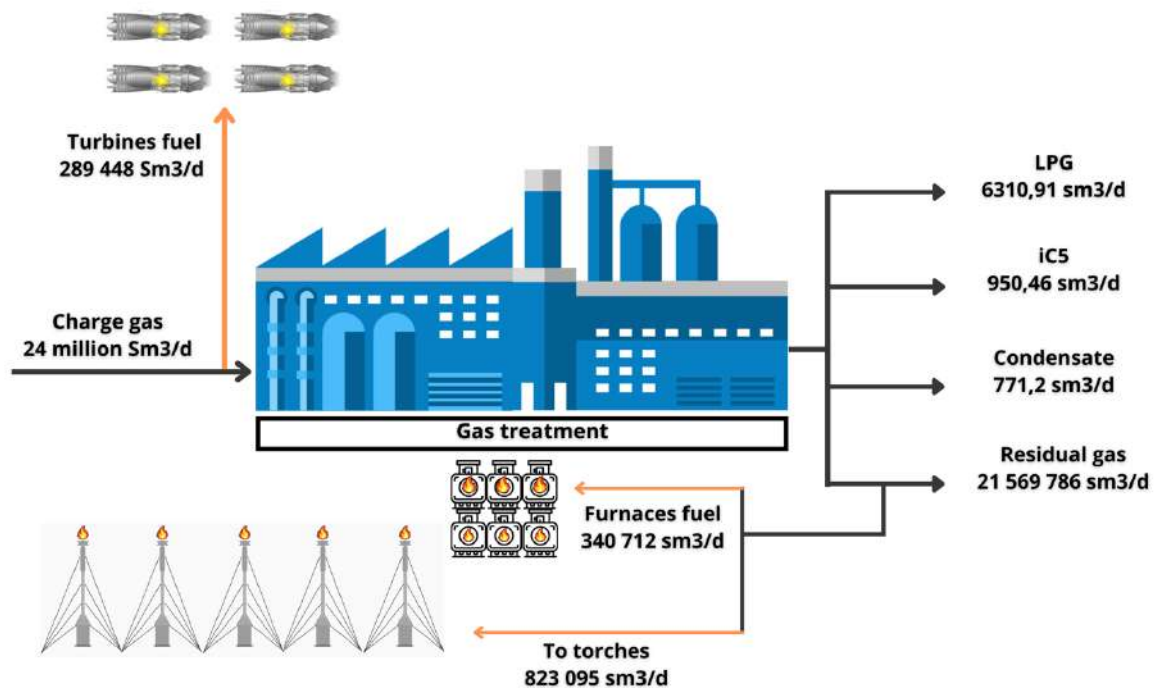 Turbines fuel
289 448 Sm3/d
Charge gas
24 million Sm3/d
Gas treatment
LPG
6310,91 sm3/d
iC5
950,46 sm3/d
Condensate
771,2 sm3/d
Residual gas
21 569 786 sm3/d
Furnaces fuel
340 712 sm3/d
To torches
823 095 sm3/d